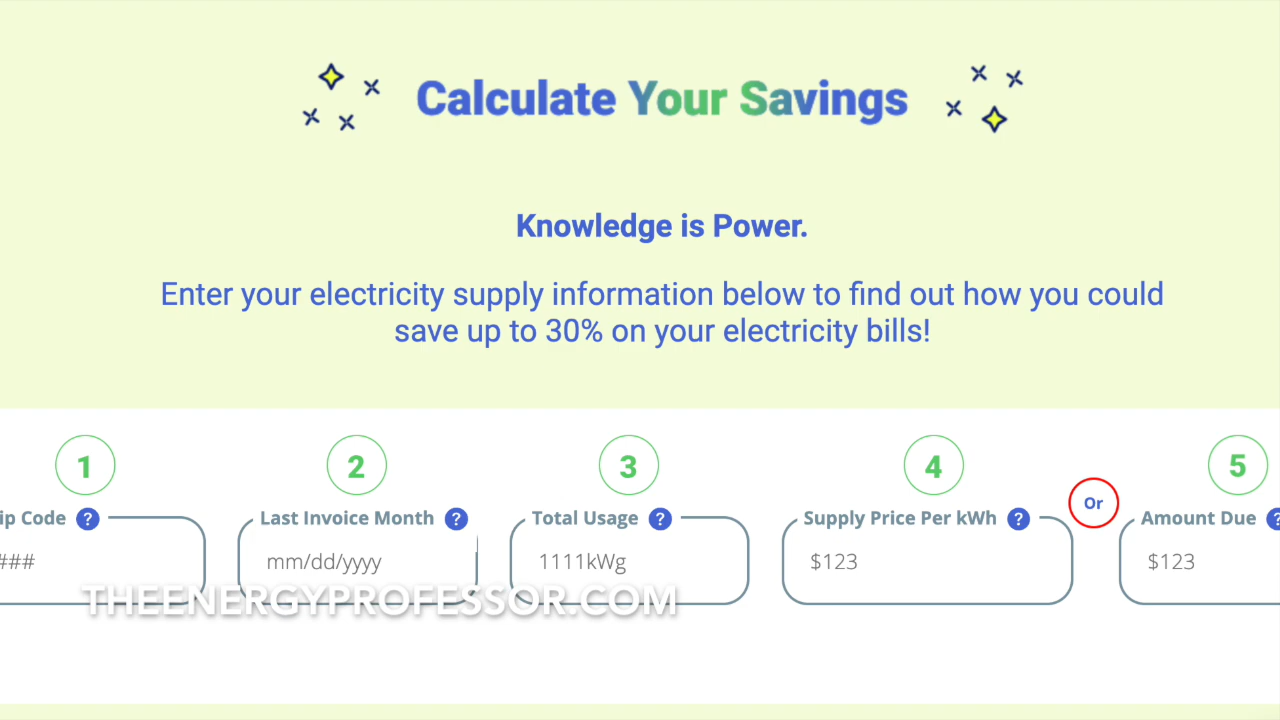 Calculate Your Savings
Knowledge is Power.
Enter your electricity supply information below to find out how you could
save up to 30% on your electricity bills!
1
2
3
4
5
Or
ip Code ?
Last Invoice Month ?
Total Usage ?
Supply Price Per kWh ?
Amount Due ?
###
mm/dd/yyyy
1111kWg
$123
$123
THEENERGYPROFESSOR.COM